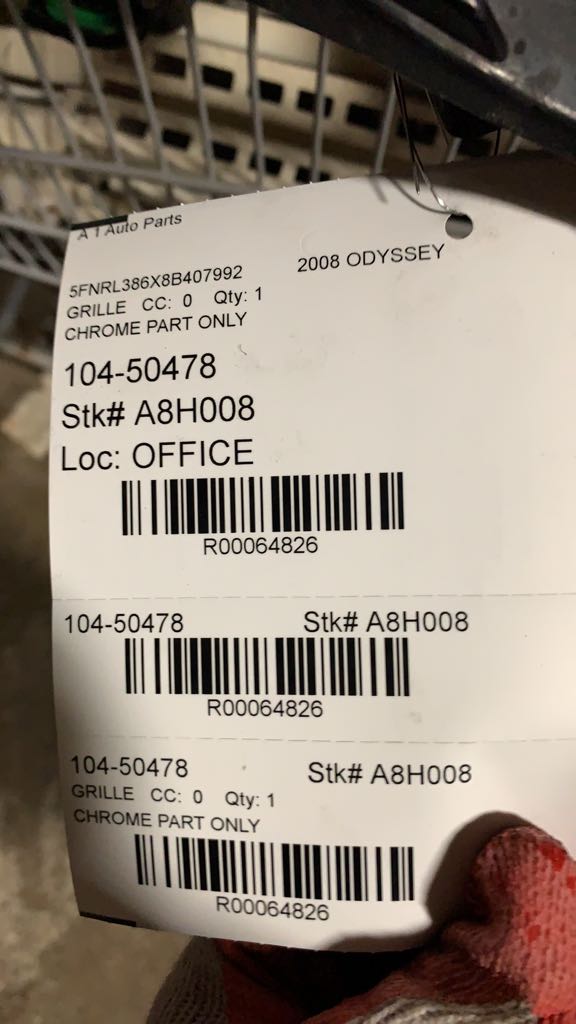 A 1 Auto Parts
5FNRL386X8B407992 2008 ODYSSEY
GRILLE CC: 0 Qty: 1
CHROME PART ONLY
104-50478
Stk# A8H008
Loc: OFFICE
R00064826
104-50478 Stk# A8H008
R00064826
104-50478 Stk# A8H008
GRILLE CC: 0 Qty: 1
CHROME PART ONLY
R00064826